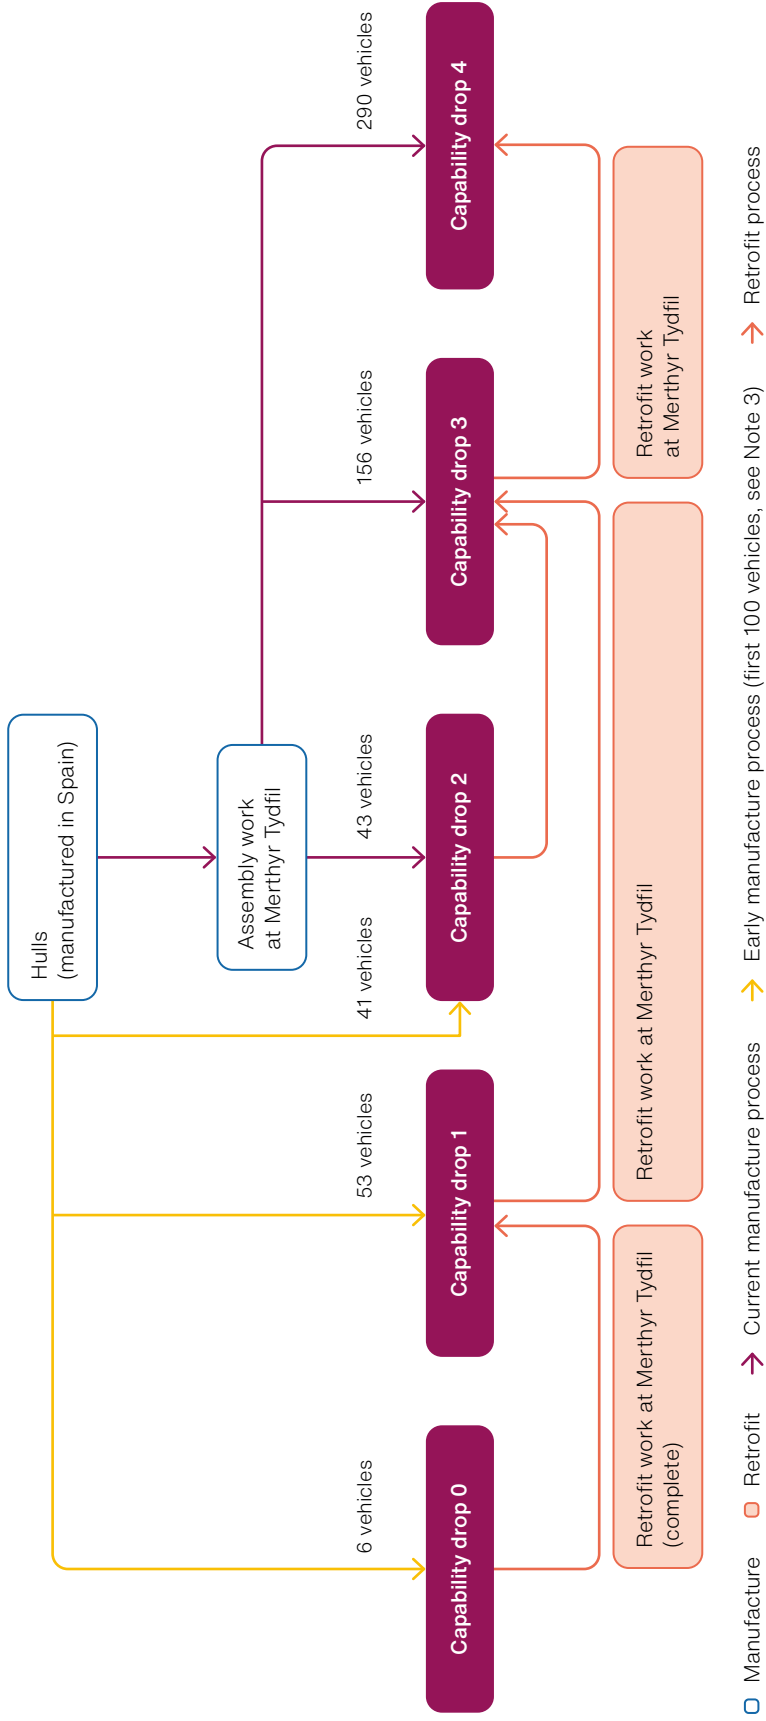 Hulls
(manufactured in Spain)
Assembly work
at Merthyr Tydfil
6 vehicles
53 vehicles
41 vehicles
43 vehicles
156 vehicles
290 vehicles
Capability drop 0
Capability drop 1
Capability drop 2
Capability drop 3
Capability drop 4
Retrofit work at Merthyr Tydfil
(complete)
Retrofit work at Merthyr Tydfil
Retrofit work
at Merthyr Tydfil
Manufacture
Retrofit
Current manufacture process
Early manufacture process (first 100 vehicles, see Note 3)
Retrofit process